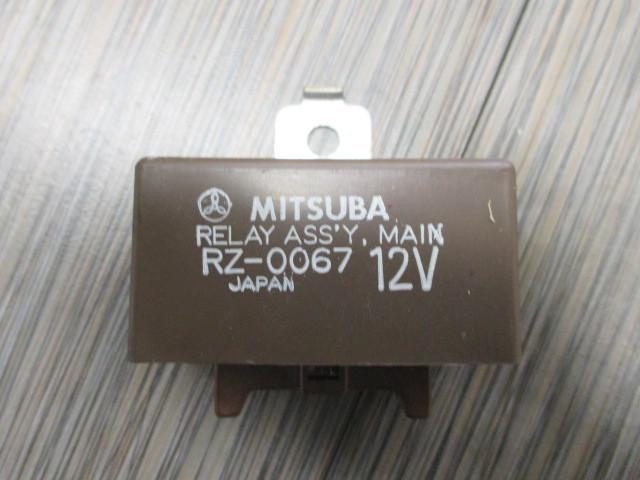 MITSUBA
RELAY ASS'Y, MAIN
RZ-0067 12V
JAPAN